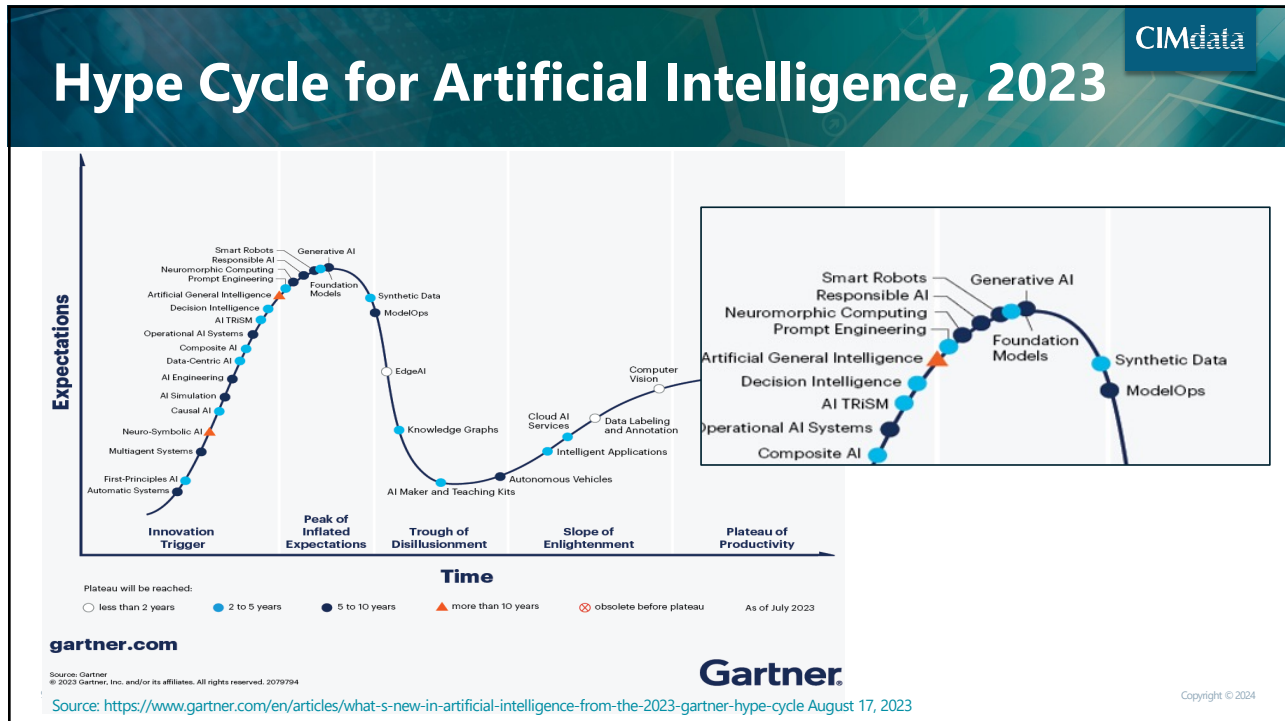 CIMdata
Hype Cycle for Artificial Intelligence, 2023
Expectations
Smart Robots
Responsible AI
Neuromorphic Computing
Prompt Engineering
Artificial General Intelligence
Decision Intelligence
AI TRiSM
Operational AI Systems
Composite AI
Data-Centric AI
AI Engineering
AI Simulation
Causal AI
Neuro-Symbolic AI
Multiagent Systems
First-Principles AI
Automatic Systems
Generative AI
Foundation
Models
Synthetic Data
ModelOps
EdgeAI
Knowledge Graphs
AI Maker and Teaching Kits
Autonomous Vehicles
Intelligent Applications
Cloud AI
Services
Data Labeling
and Annotation
Computer
Vision
Innovation
Trigger
Peak of
Inflated
Expectations
Trough of
Disillusionment
Slope of
Enlightenment
Plateau of
Productivity
Time
Plateau will be reached:
less than 2 years
2 to 5 years
5 to 10 years
more than 10 years
obsolete before plateau
As of July 2023
gartner.com
Source: Gartner
© 2023 Gartner, Inc. and/or its affiliates. All rights reserved. 2079794
Gartner®
Smart Robots
Responsible AI
Neuromorphic Computing
Prompt Engineering
Artificial General Intelligence
Decision Intelligence
AI TRiSM
Operational AI Systems
Composite AI
Generative AI
Foundation
Models
Synthetic Data
ModelOps
Source: https://www.gartner.com/en/articles/what-s-new-in-artificial-intelligence-from-the-2023-gartner-hype-cycle August 17, 2023
Copyright © 2024